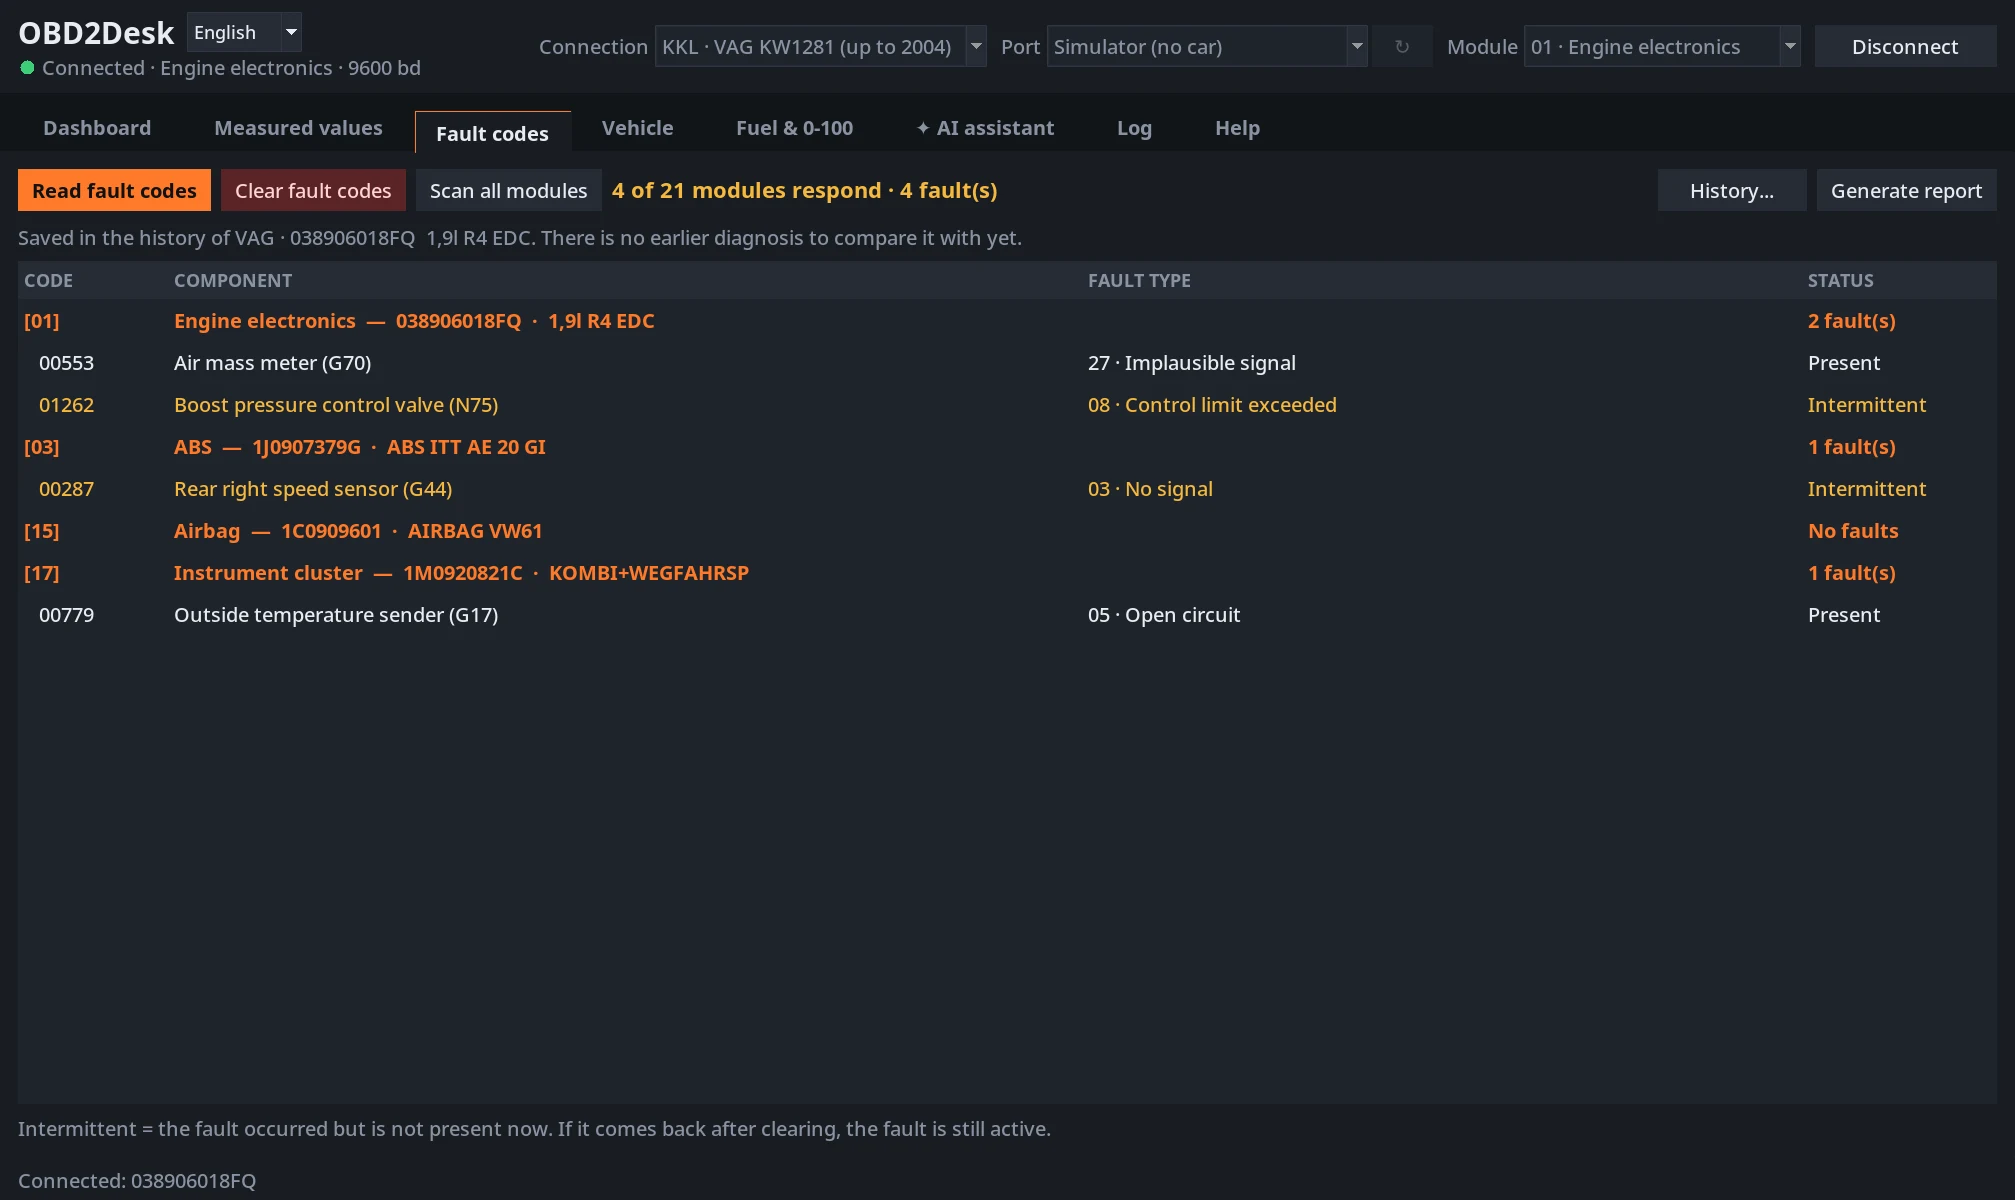 OBD2Desk English
Connected · Engine electronics · 9600 bd
Connection KKL · VAG KW1281 (up to 2004) Port Simulator (no car) ↻ Module 01 · Engine electronics Disconnect
Dashboard Measured values Fault codes Vehicle Fuel & 0-100 ✦ AI assistant Log Help
Read fault codes Clear fault codes Scan all modules 4 of 21 modules respond · 4 fault(s) History... Generate report
Saved in the history of VAG · 038906018FQ 1,9l R4 EDC. There is no earlier diagnosis to compare it with yet.
CODE COMPONENT FAULT TYPE STATUS
[01] Engine electronics — 038906018FQ · 1,9l R4 EDC 2 fault(s)
00553 Air mass meter (G70) 27 · Implausible signal Present
01262 Boost pressure control valve (N75) 08 · Control limit exceeded Intermittent
[03] ABS — 1J0907379G · ABS ITT AE 20 GI 1 fault(s)
00287 Rear right speed sensor (G44) 03 · No signal Intermittent
[15] Airbag — 1C0909601 · AIRBAG VW61 No faults
[17] Instrument cluster — 1M0920821C · KOMBI+WEGFAHRSP 1 fault(s)
00779 Outside temperature sender (G17) 05 · Open circuit Present
Intermittent = the fault occurred but is not present now. If it comes back after clearing, the fault is still active.
Connected: 038906018FQ